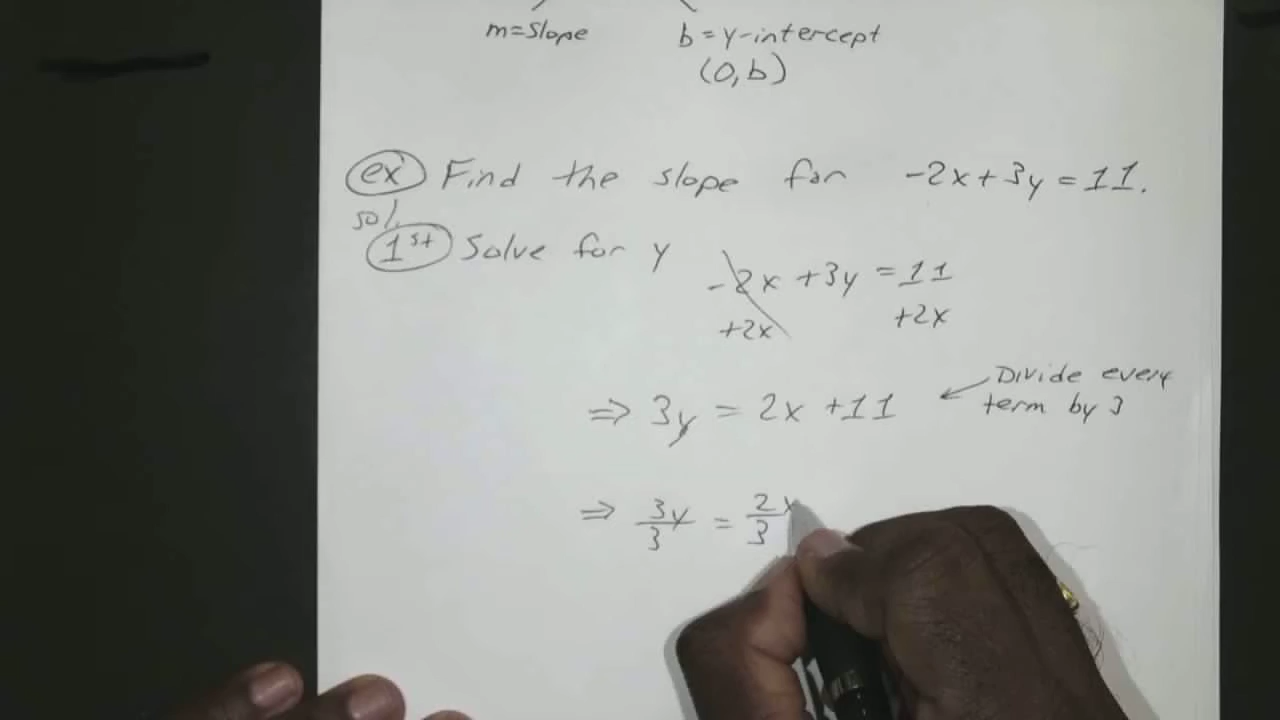 m=Slope b=y-intercept
(0,b)
ex Find the slope for -2x+3y=11.
sol.
1st Solve for y
-2x+3y=11
+2x +2x
⇒ 3y = 2x +11
Divide every
term by 3
⇒ 3y/3 = 2x/3